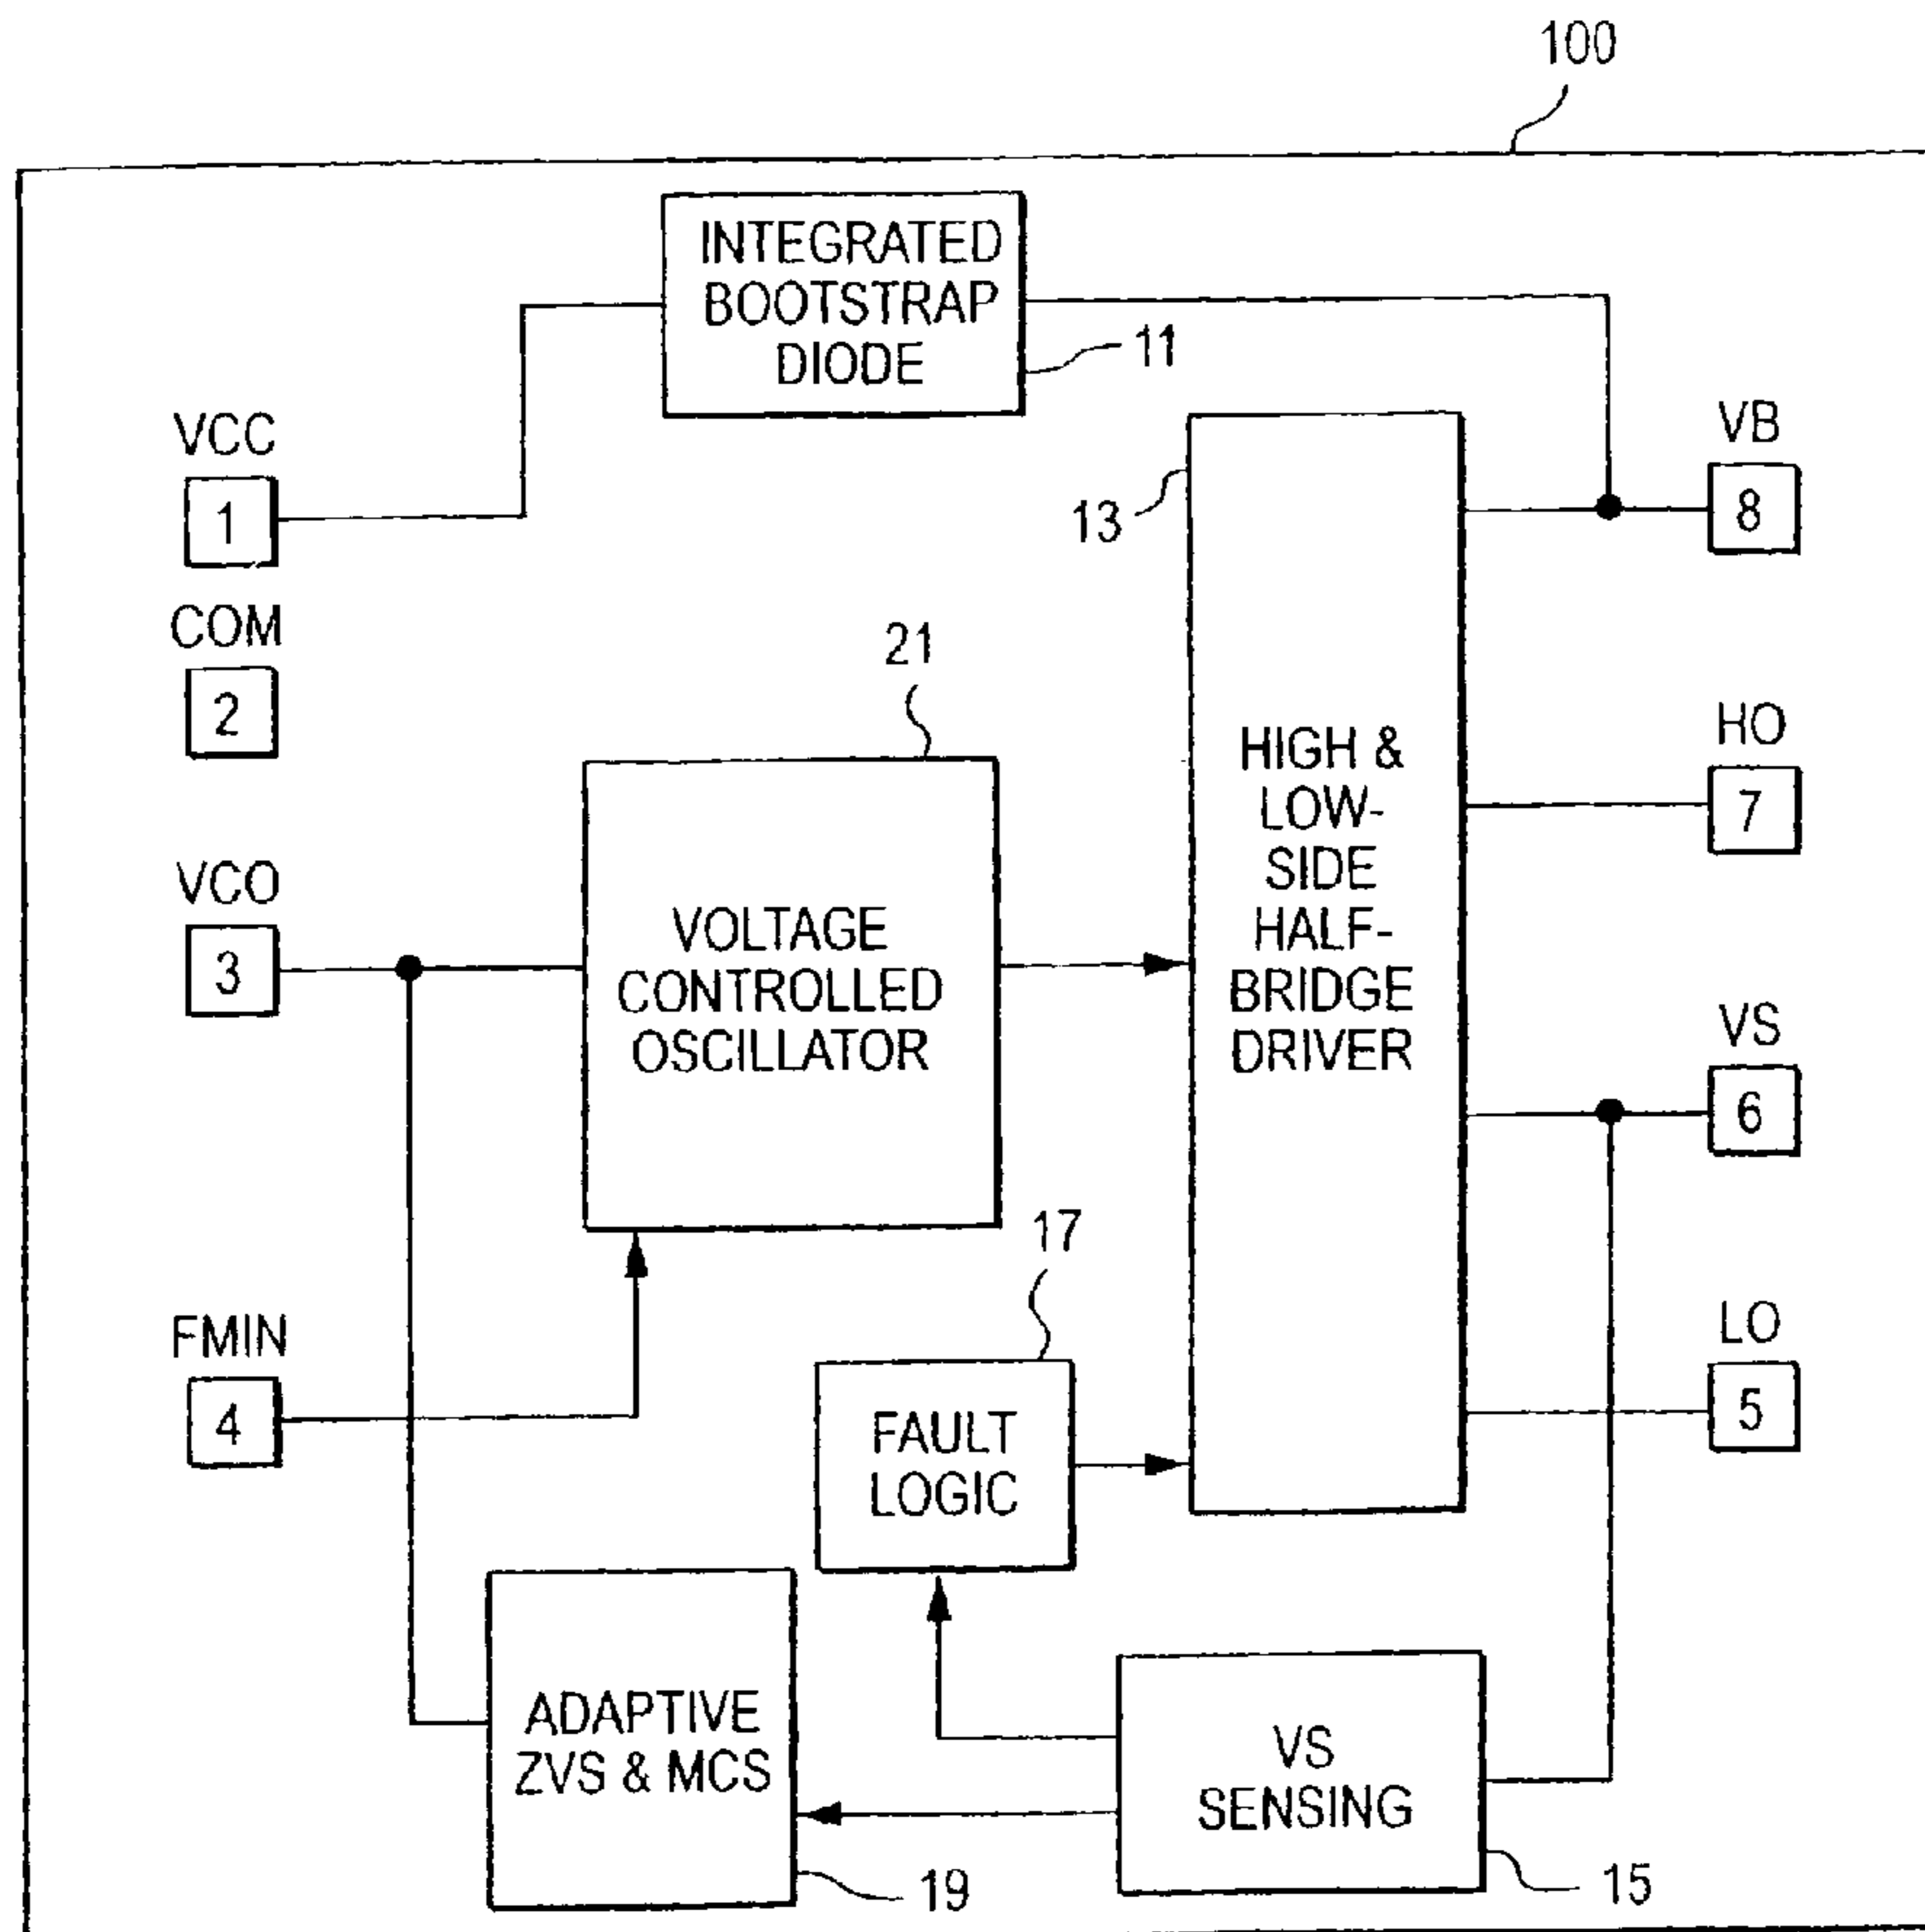 100
INTEGRATED
BOOTSTRAP
DIODE
11
VCC
1
VB
8
13
COM
2
21
HIGH &
LOW-
SIDE
HALF-
BRIDGE
DRIVER
HO
7
VCO
3
VOLTAGE
CONTROLLED
OSCILLATOR
VS
6
17
FMIN
4
LO
5
FAULT
LOGIC
ADAPTIVE
ZVS & MCS
VS
SENSING
19
15